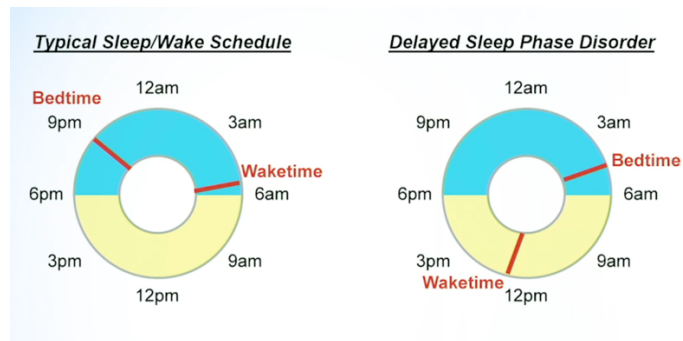 Typical Sleep/Wake Schedule
12am
Bedtime
9pm
3am
Waketime
6pm
6am
3pm
9am
12pm
Delayed Sleep Phase Disorder
12am
9pm
3am
Bedtime
6pm
6am
3pm
9am
Waketime
12pm